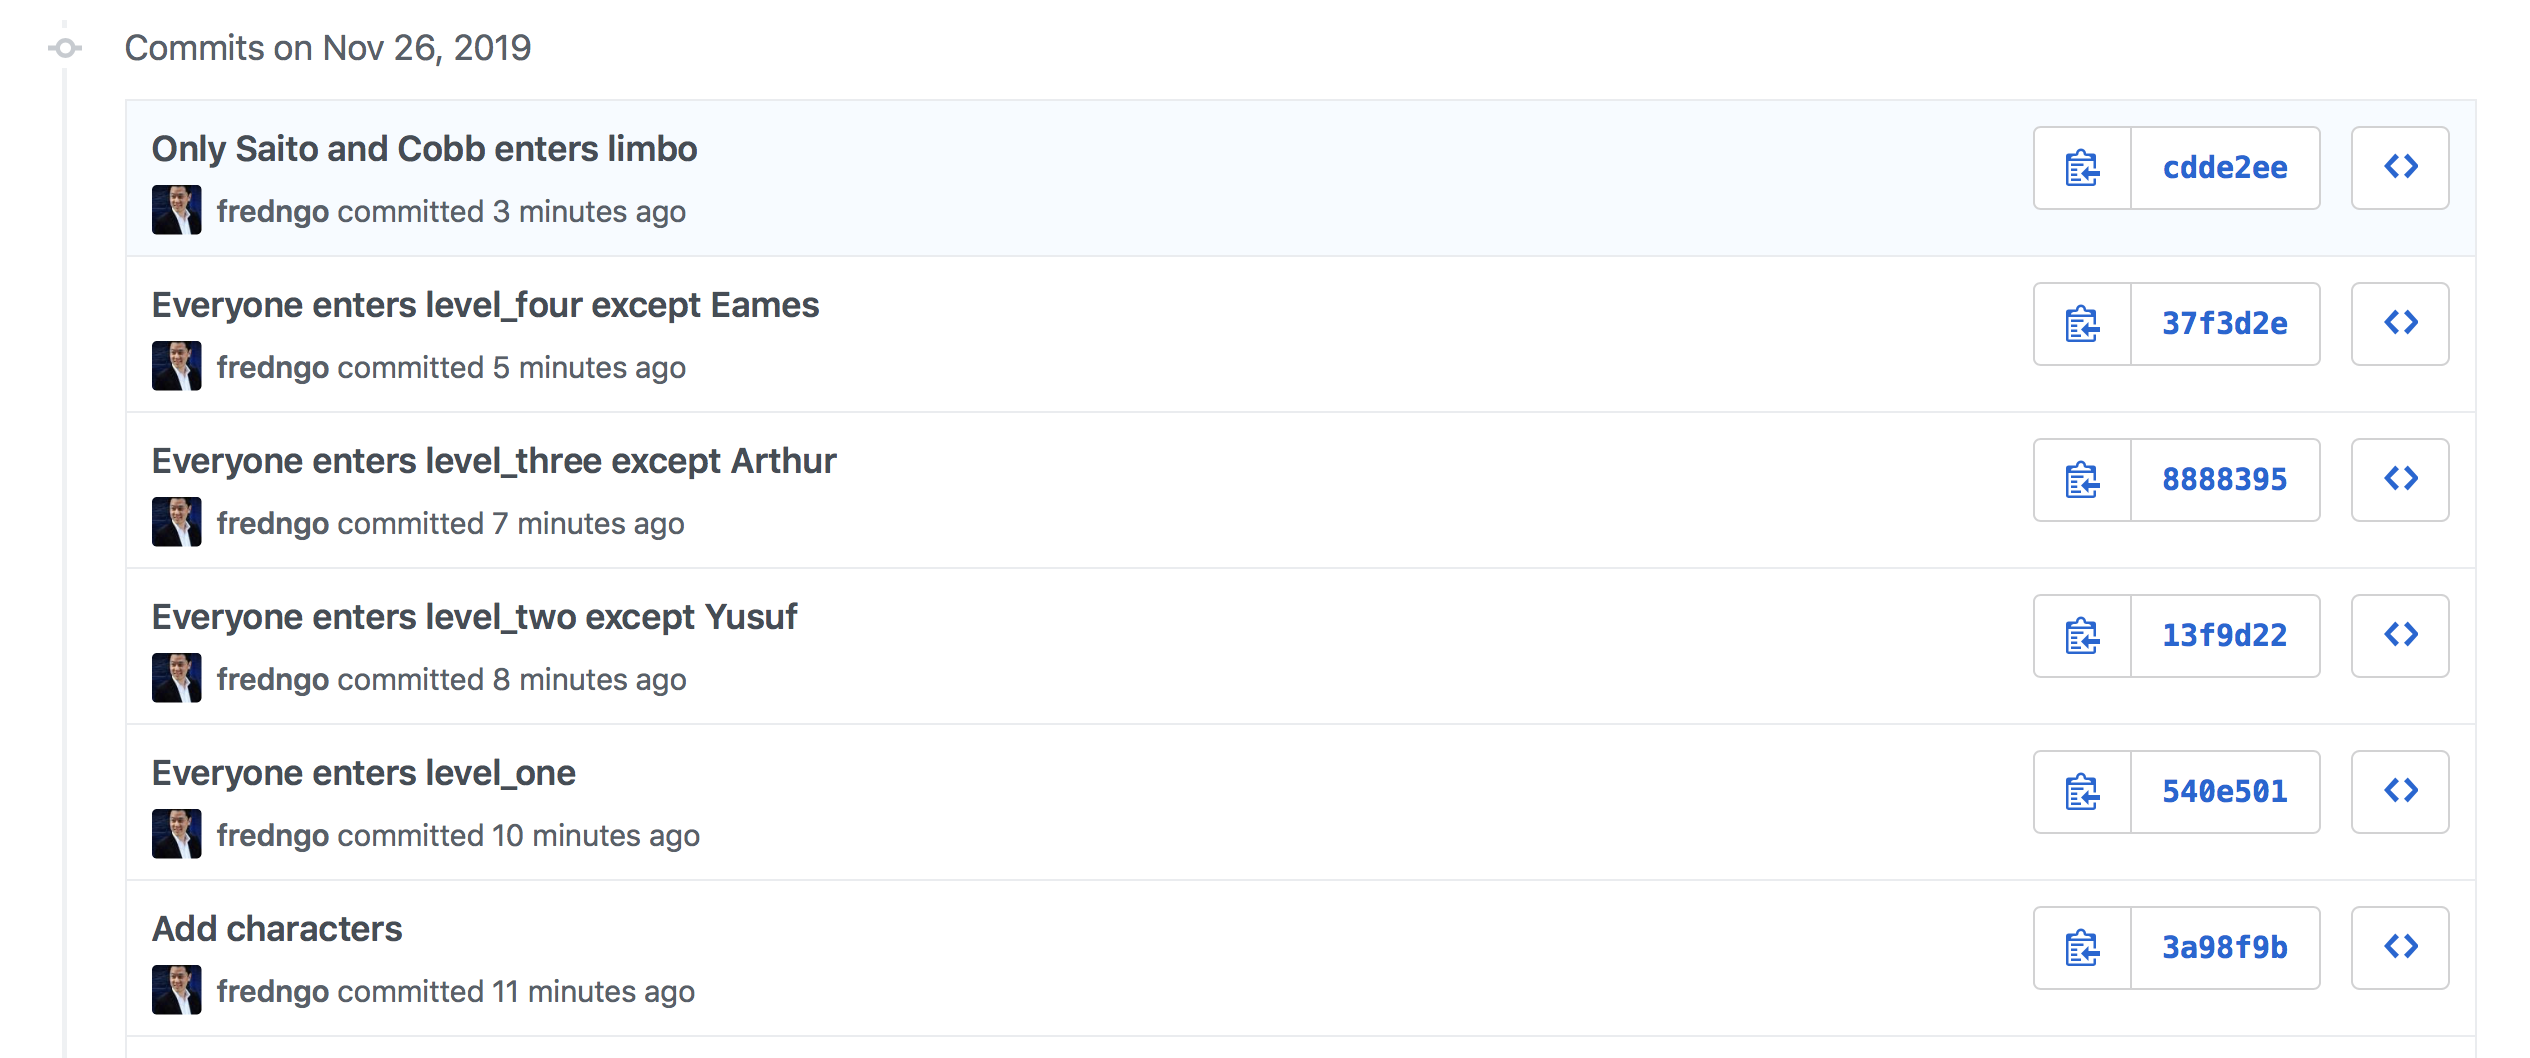 Commits on Nov 26, 2019
Only Saito and Cobb enters limbo
cdde2ee
fredngo committed 3 minutes ago
Everyone enters level_four except Eames
37f3d2e
fredngo committed 5 minutes ago
Everyone enters level_three except Arthur
8888395
fredngo committed 7 minutes ago
Everyone enters level_two except Yusuf
13f9d22
fredngo committed 8 minutes ago
Everyone enters level_one
540e501
fredngo committed 10 minutes ago
Add characters
3a98f9b
fredngo committed 11 minutes ago